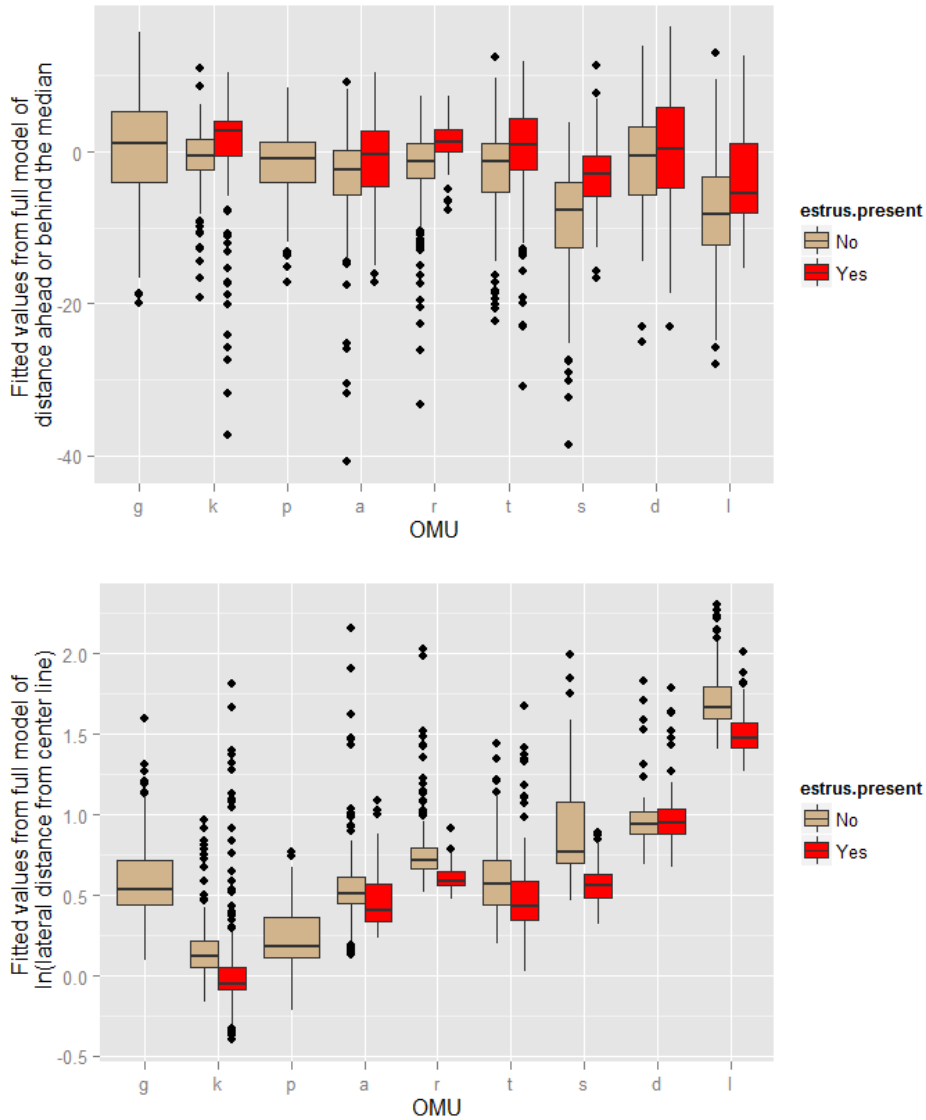 Fitted values from full model of
distance ahead or behind the median
0
-20
-40
g k p a r t s d l
OMU
estrus.present
No
Yes
Fitted values from full model of
ln(lateral distance from center line)
2.0
1.5
1.0
0.5
0.0
-0.5
g k p a r t s d l
OMU
estrus.present
No
Yes